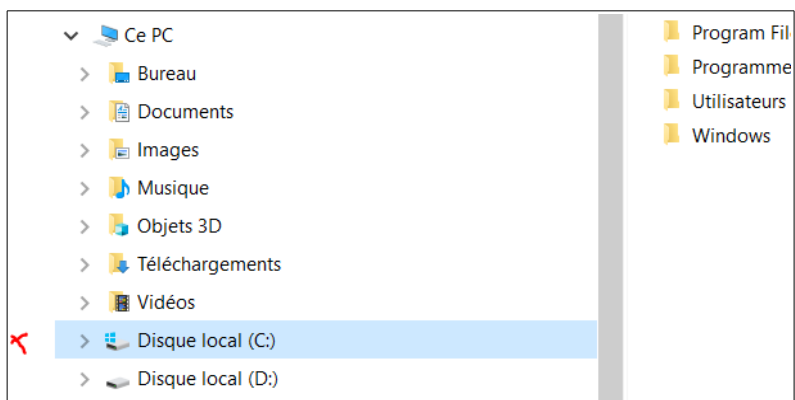 Ce PC
Bureau
Documents
Images
Musique
Objets 3D
Téléchargements
Vidéos
Disque local (C:)
Disque local (D:)
Program Fil
Programme
Utilisateurs
Windows